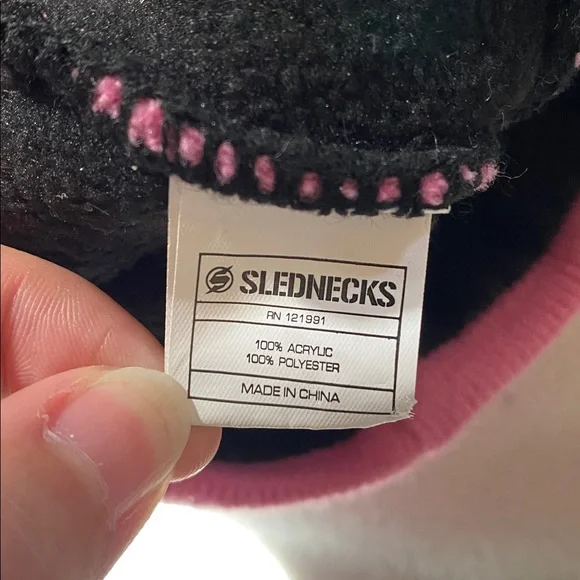 SLEDNECKS
RN 121991
100% ACRYLIC
100% POLYESTER
MADE IN CHINA